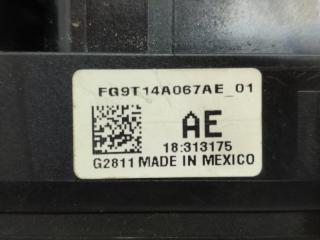 FG9T14A067AE_01
AE
18:313175
G2811 MADE IN MEXICO